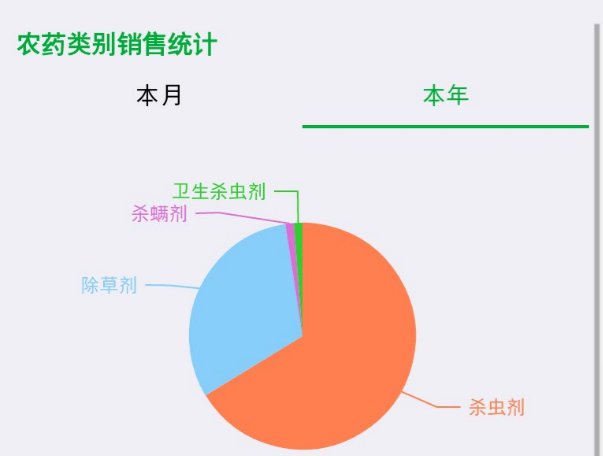 农药类别销售统计
本月
本年
卫生杀虫剂
杀螨剂
除草剂
杀虫剂